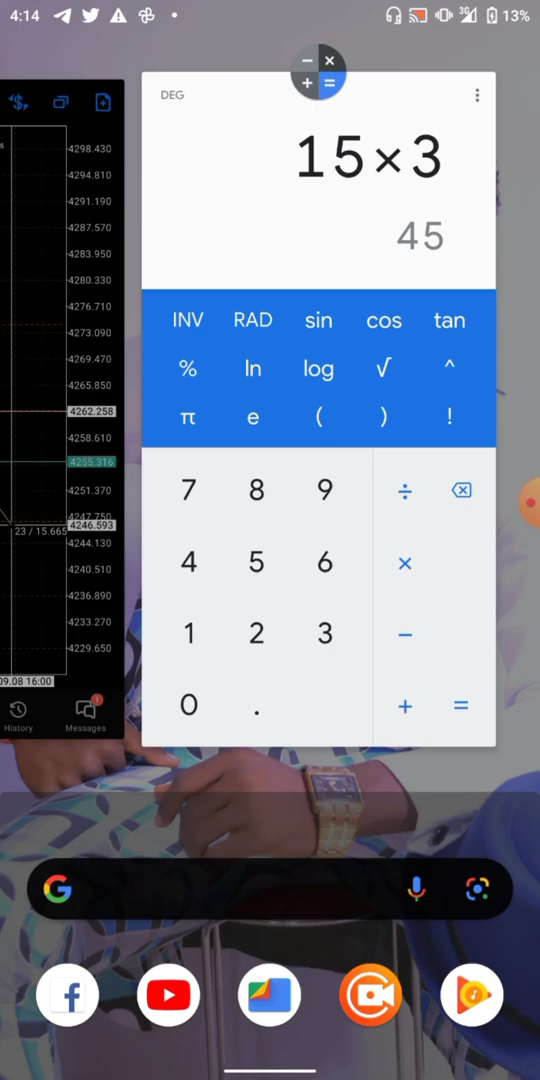 4:14
3G
13%
4298.430
4294.810
4291.190
4287.570
4283.950
4280.330
4276.710
4273.090
4269.470
4265.850
4262.258
4258.610
4255.316
4251.370
4247.750
4246.593
23 / 15.665
4244.130
4240.510
4236.890
4233.270
4229.650
09.08 16:00
History
1
Messages
− ×
+ =
DEG
15×3
45
INV RAD sin cos tan
% ln log √ ^
π e ( ) !
7 8 9 ÷
4 5 6 ×
1 2 3 −
0 . + =
G